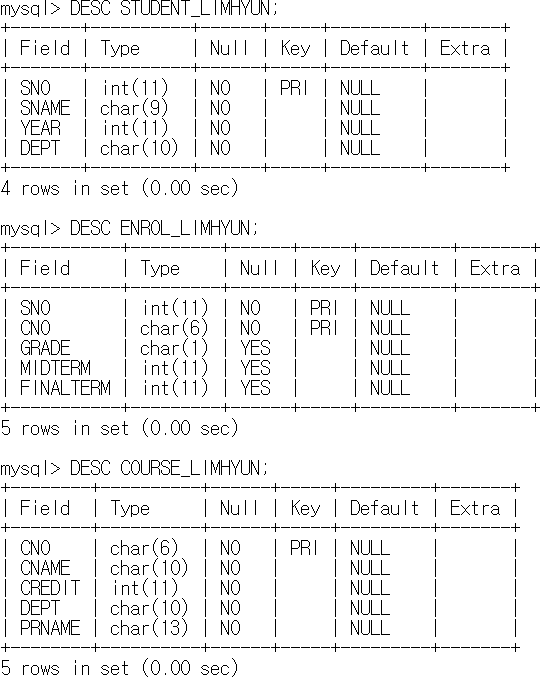 mysql> DESC STUDENT_LIMHYUN;
+-------+----------+------+-----+---------+-------+
| Field | Type     | Null | Key | Default | Extra |
+-------+----------+------+-----+---------+-------+
| SNO   | int(11)  | NO   | PRI | NULL    |       |
| SNAME | char(9)  | NO   |     | NULL    |       |
| YEAR  | int(11)  | NO   |     | NULL    |       |
| DEPT  | char(10) | NO   |     | NULL    |       |
+-------+----------+------+-----+---------+-------+
4 rows in set (0.00 sec)
mysql> DESC ENROL_LIMHYUN;
+-----------+---------+------+-----+---------+-------+
| Field     | Type    | Null | Key | Default | Extra |
+-----------+---------+------+-----+---------+-------+
| SNO       | int(11) | NO   | PRI | NULL    |       |
| CNO       | char(6) | NO   | PRI | NULL    |       |
| GRADE     | char(1) | YES  |     | NULL    |       |
| MIDTERM   | int(11) | YES  |     | NULL    |       |
| FINALTERM | int(11) | YES  |     | NULL    |       |
+-----------+---------+------+-----+---------+-------+
5 rows in set (0.00 sec)
mysql> DESC COURSE_LIMHYUN;
+--------+----------+------+-----+---------+-------+
| Field  | Type     | Null | Key | Default | Extra |
+--------+----------+------+-----+---------+-------+
| CNO    | char(6)  | NO   | PRI | NULL    |       |
| CNAME  | char(10) | NO   |     | NULL    |       |
| CREDIT | int(11)  | NO   |     | NULL    |       |
| DEPT   | char(10) | NO   |     | NULL    |       |
| PRNAME | char(13) | NO   |     | NULL    |       |
+--------+----------+------+-----+---------+-------+
5 rows in set (0.00 sec)